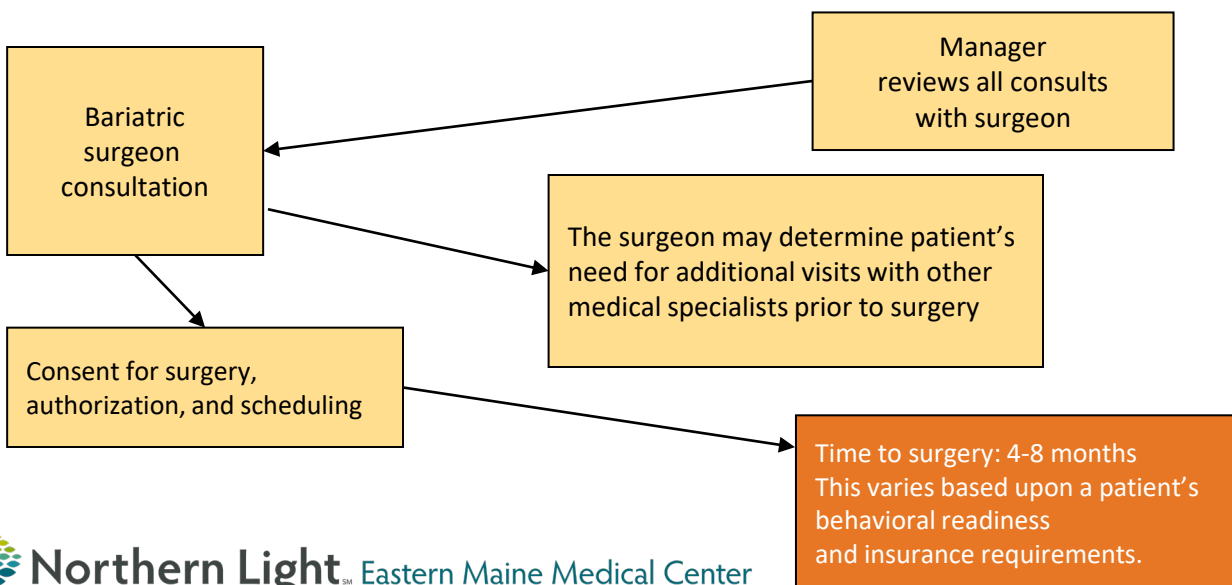 Manager
reviews all consults
with surgeon
Bariatric
surgeon
consultation
The surgeon may determine patient’s
need for additional visits with other
medical specialists prior to surgery
Consent for surgery,
authorization, and scheduling
Time to surgery: 4-8 months
This varies based upon a patient’s
behavioral readiness
and insurance requirements.
Northern Light℠ Eastern Maine Medical Center